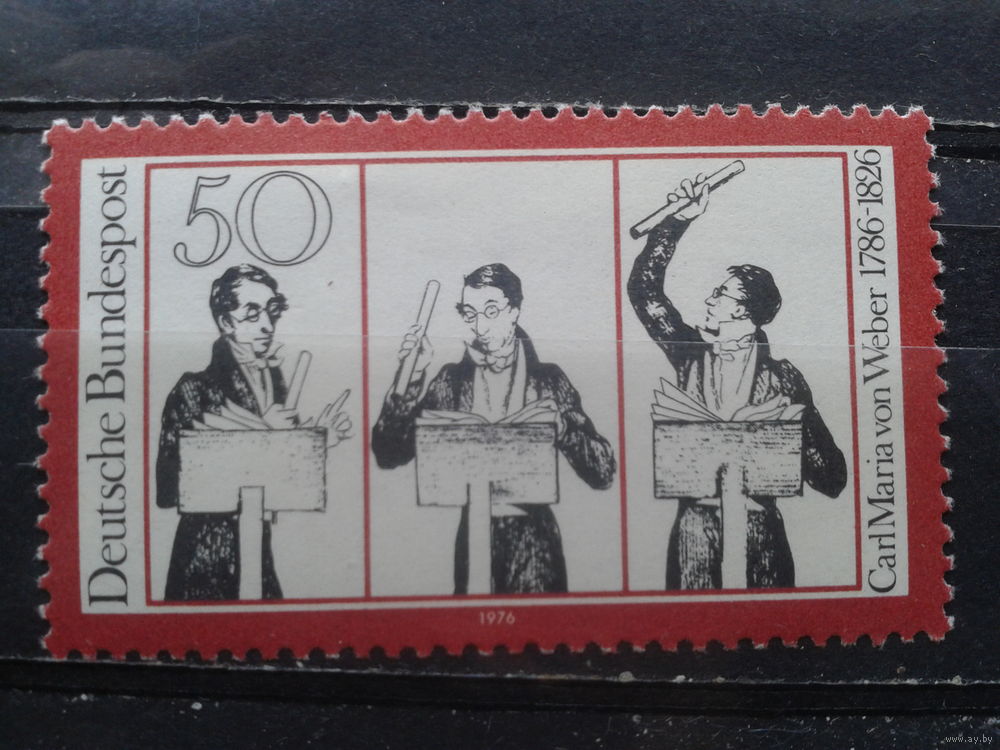 Deutsche Bundespost
50
Carl Maria von Weber 1786-1826
1976
www.ay.by